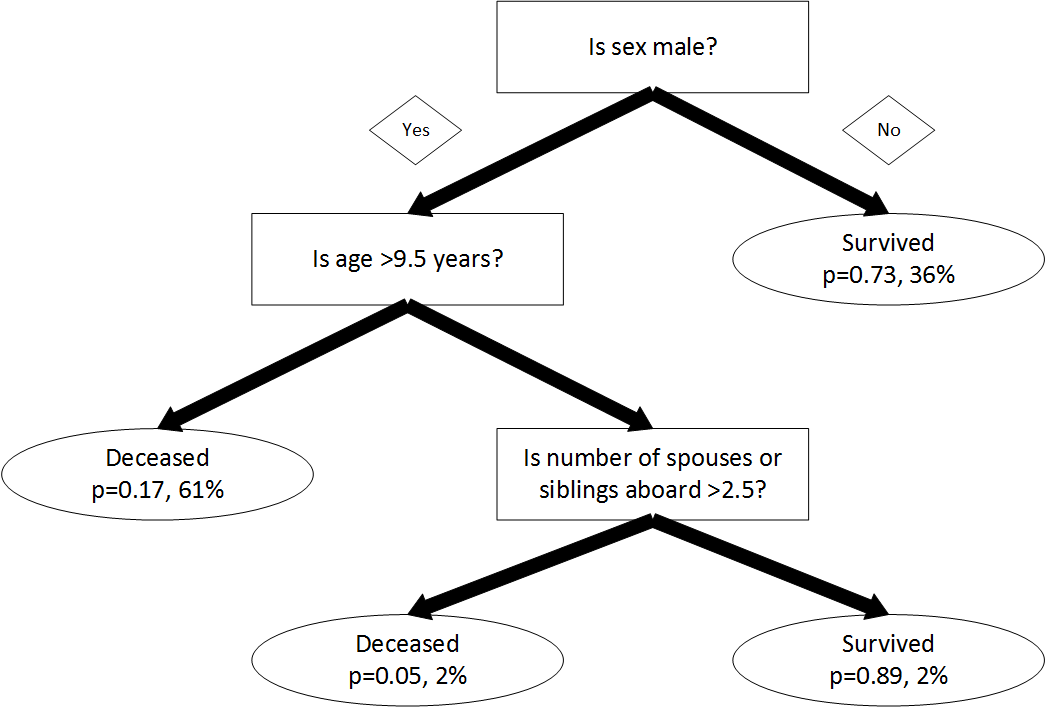 Is sex male?
Yes
No
Is age >9.5 years?
Survived
p=0.73, 36%
Deceased
p=0.17, 61%
Is number of spouses or
siblings aboard >2.5?
Deceased
p=0.05, 2%
Survived
p=0.89, 2%